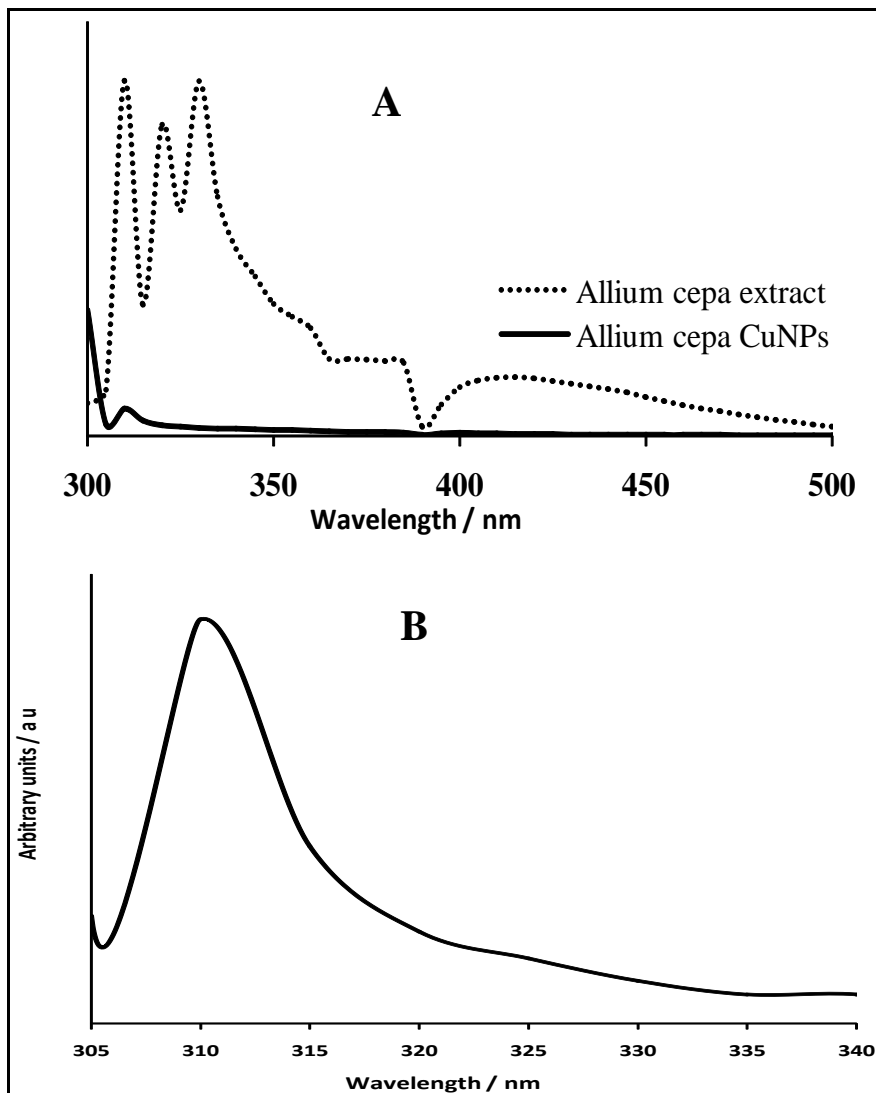 A
Allium cepa extract
Allium cepa CuNPs
300 350 400 450 500
Wavelength / nm
B
Arbitrary units / a u
305 310 315 320 325 330 335 340
Wavelength / nm